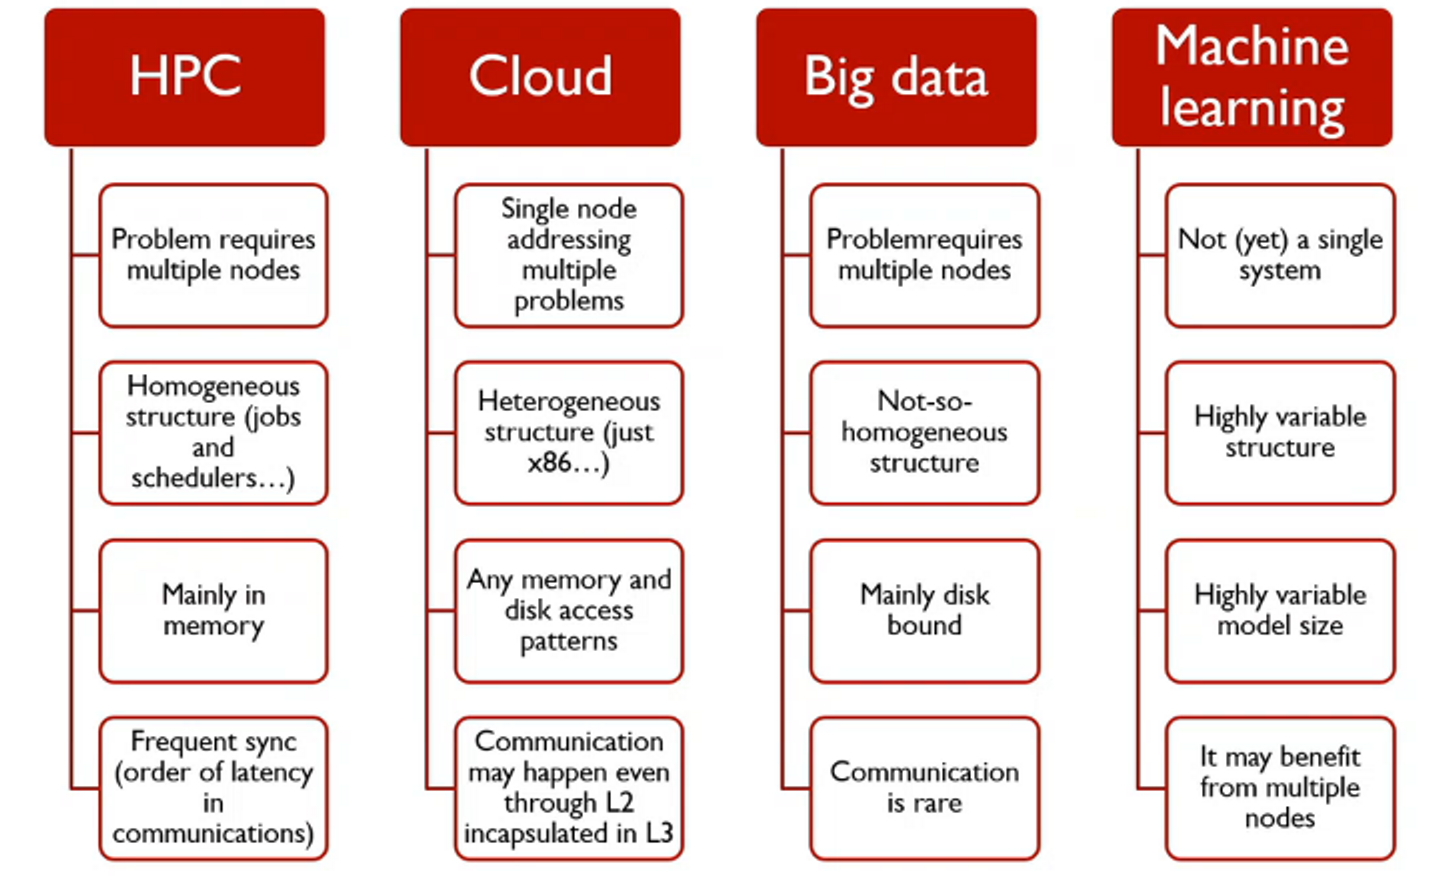 HPC
Problem requires
multiple nodes
Homogeneous
structure (jobs
and
schedulers…)
Mainly in
memory
Frequent sync
(order of latency
in
communications)
Cloud
Single node
addressing
multiple
problems
Heterogeneous
structure (just
x86…)
Any memory and
disk access
patterns
Communication
may happen even
through L2
incapsulated in L3
Big data
Problemrequires
multiple nodes
Not-so-
homogeneous
structure
Mainly disk
bound
Communication
is rare
Machine
learning
Not (yet) a single
system
Highly variable
structure
Highly variable
model size
It may benefit
from multiple
nodes